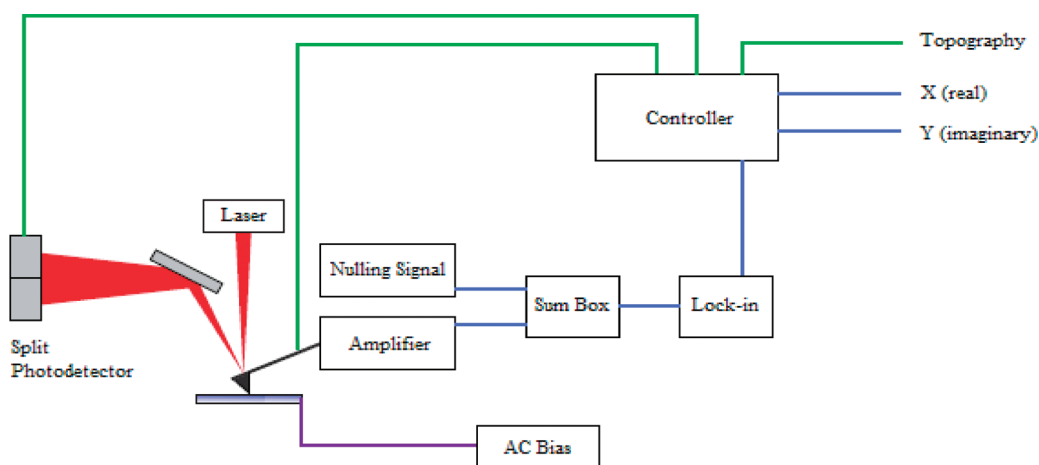 Topography
X (real)
Controller
Y (imaginary)
Laser
Nulling Signal
Sum Box
Lock-in
Amplifier
Split
Photodetector
AC Bias